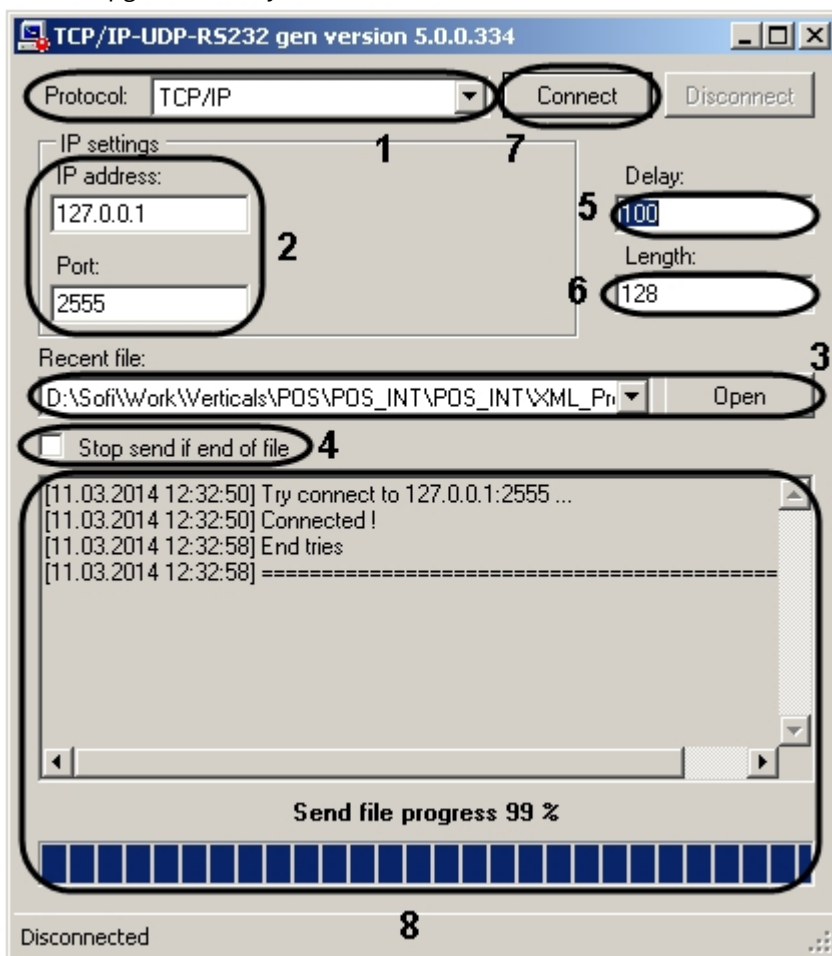 TCP/IP-UDP-RS232 gen version 5.0.0.334
Protocol: TCP/IP Connect Disconnect
1 7
IP settings
IP address:
127.0.0.1
Port:
2555
2
Delay:
5 100
Length:
6 128
Recent file:
3
D:\Sofi\Work\Verticals\POS\POS_INT\POS_INT\XML_Pr Open
Stop send if end of file 4
[11.03.2014 12:32:50] Try connect to 127.0.0.1:2555 ...
[11.03.2014 12:32:50] Connected !
[11.03.2014 12:32:58] End tries
[11.03.2014 12:32:58] ===========================================
Send file progress 99 %
8
Disconnected